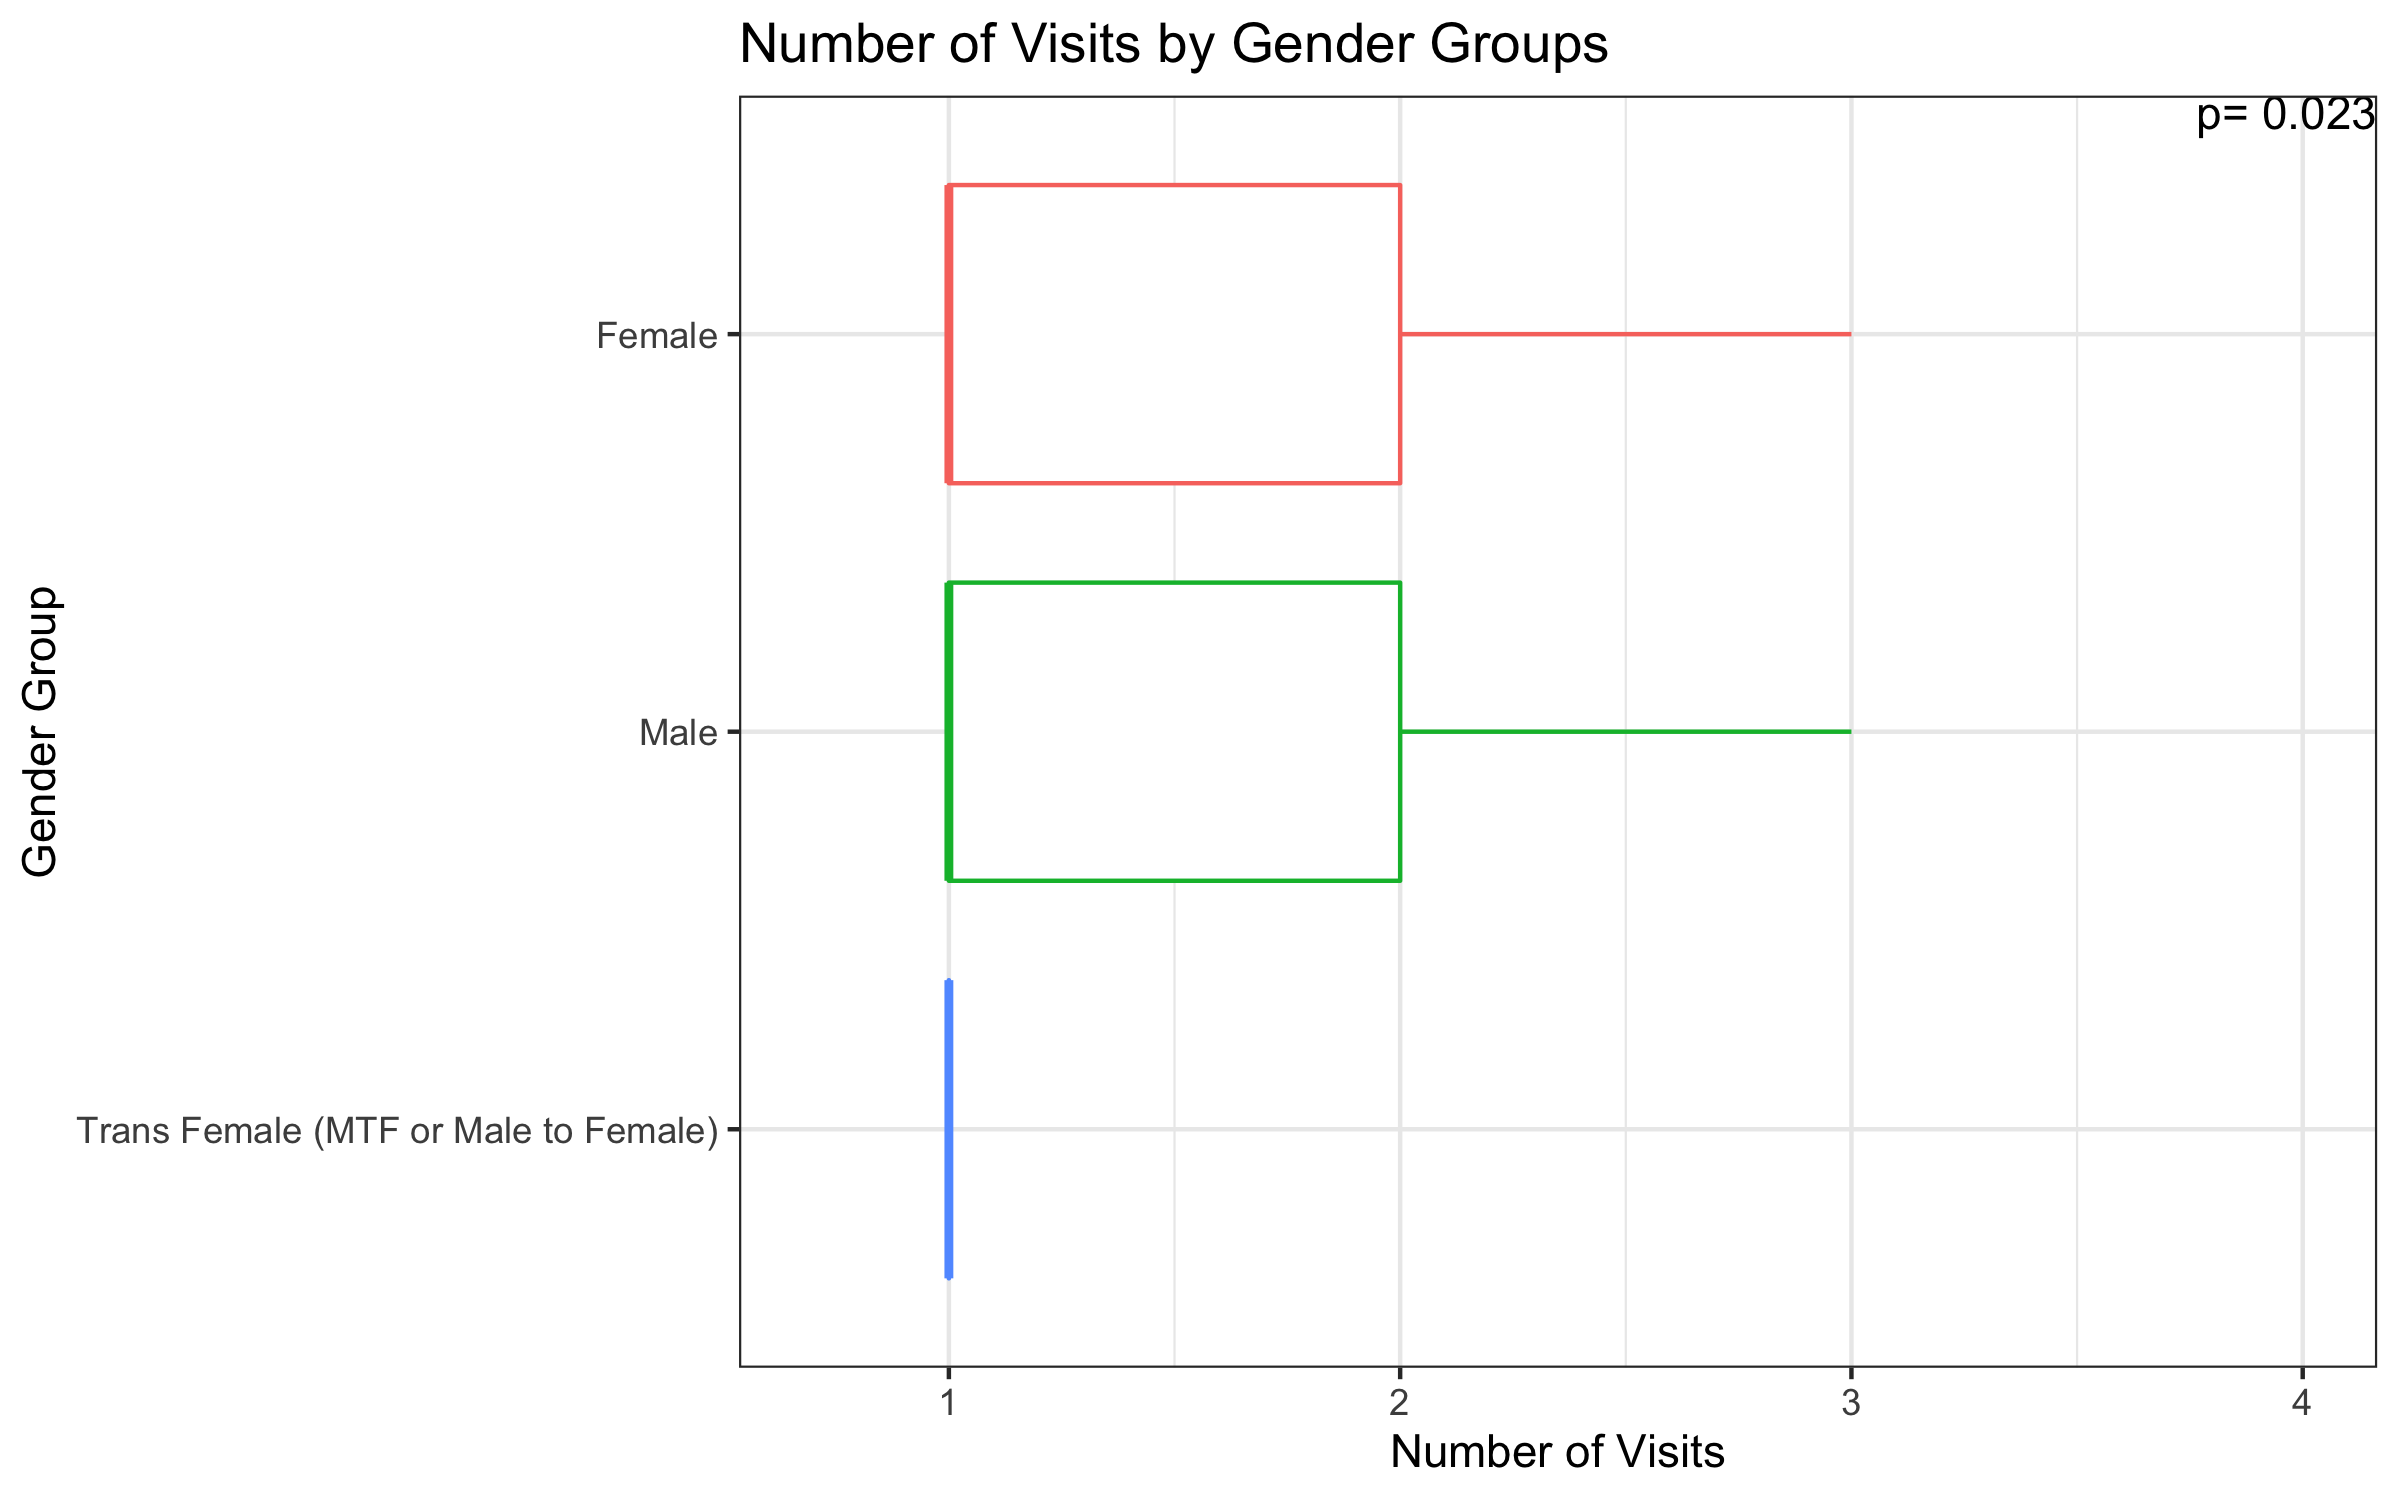 Number of Visits by Gender Groups
p= 0.023
Gender Group
Female
Male
Trans Female (MTF or Male to Female)
1 2 3 4
Number of Visits